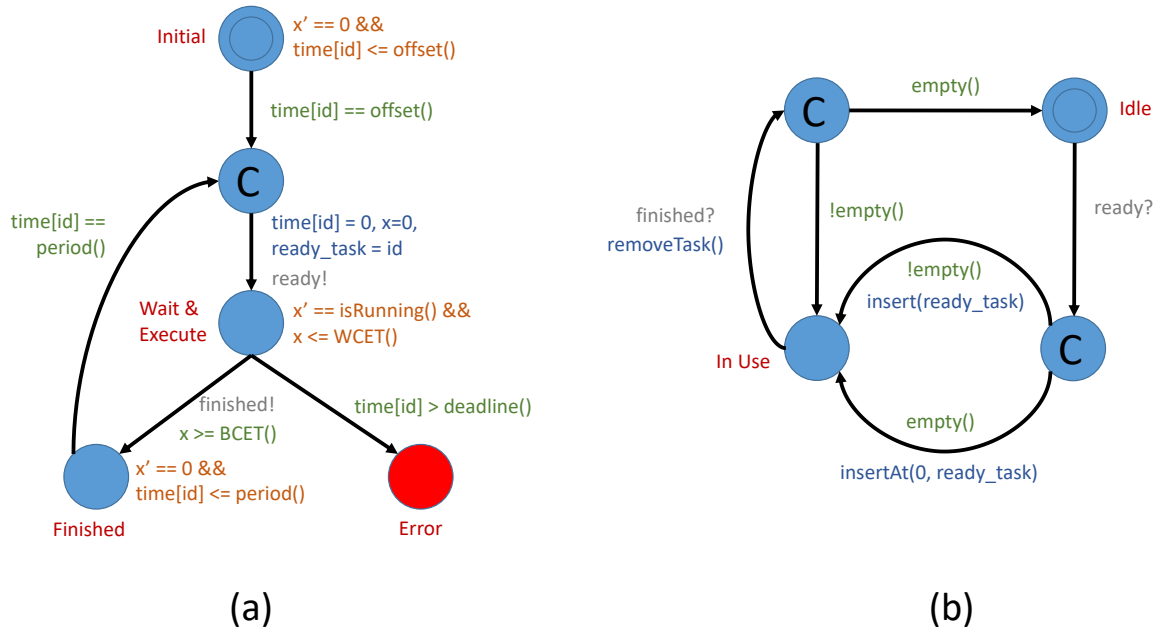 Initial
x' == 0 &&
time[id] <= offset()
time[id] == offset()
C
time[id] ==
period()
time[id] = 0, x=0,
ready_task = id
ready!
Wait &
Execute
x' == isRunning() &&
x <= WCET()
finished!
x >= BCET()
time[id] > deadline()
x' == 0 &&
time[id] <= period()
Finished
Error
(a)
C
empty()
Idle
finished?
removeTask()
!empty()
ready?
!empty()
insert(ready_task)
In Use
C
empty()
insertAt(0, ready_task)
(b)